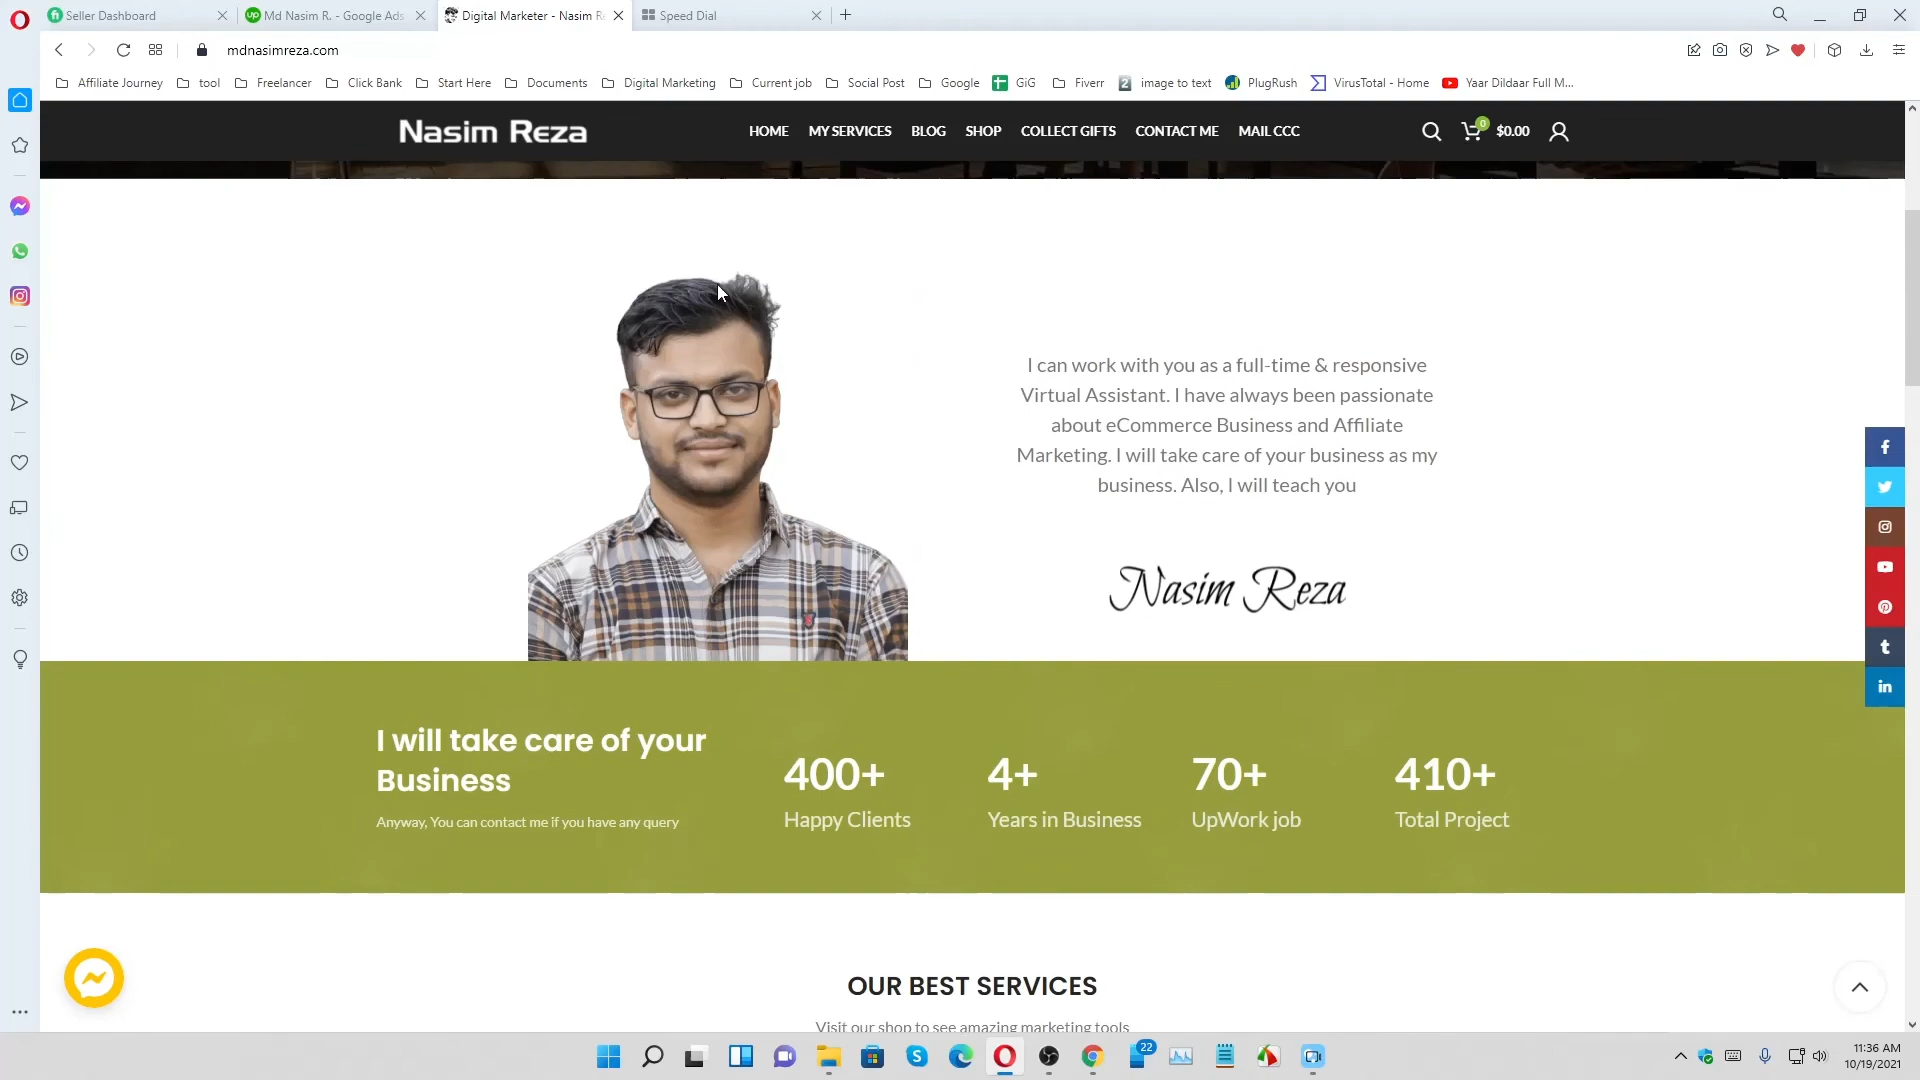 Seller Dashboard
Md Nasim R. - Google Ads
Digital Marketer - Nasim R
Speed Dial
mdnasimreza.com
Affiliate Journey
tool
Freelancer
Click Bank
Start Here
Documents
Digital Marketing
Current job
Social Post
Google
GiG
Fiverr
image to text
PlugRush
VirusTotal - Home
Yaar Dildaar Full M...
Nasim Reza
HOME
MY SERVICES
BLOG
SHOP
COLLECT GIFTS
CONTACT ME
MAIL CCC
0
$0.00
I can work with you as a full-time & responsive
Virtual Assistant. I have always been passionate
about eCommerce Business and Affiliate
Marketing. I will take care of your business as my
business. Also, I will teach you
Nasim Reza
I will take care of your
Business
Anyway, You can contact me if you have any query
400+
Happy Clients
4+
Years in Business
70+
UpWork job
410+
Total Project
OUR BEST SERVICES
Visit our shop to see amazing marketing tools
22
11:36 AM
10/19/2021